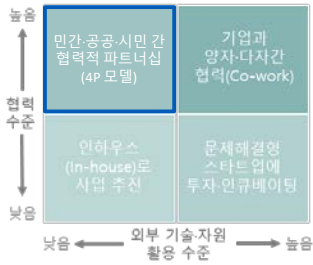 높음
민간·공공·시민 간
협력적 파트너십
(4P 모델)
기업과
양자·다자간
협력(Co-work)
협력
수준
인하우스
(In-house)로
사업 추진
문제해결형
스타트업에
투자·인큐베이팅
낮음
낮음
외부 기술·자원
활용 수준
높음